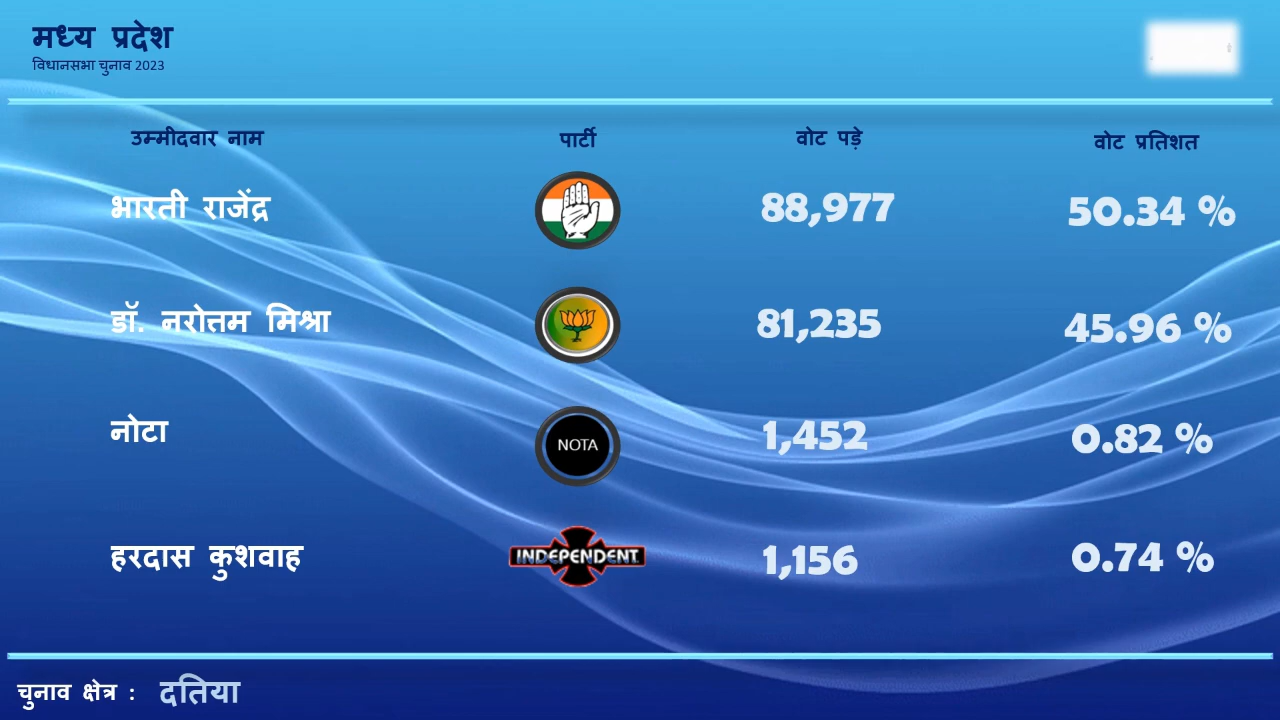 मध्य प्रदेश
विधानसभा चुनाव 2023
उम्मीदवार नाम पार्टी वोट पड़े वोट प्रतिशत
भारती राजेंद्र 88,977 50.34 %
डॉ. नरोत्तम मिश्रा 81,235 45.96 %
नोटा NOTA 1,452 0.82 %
हरदास कुशवाह INDEPENDENT 1,156 0.74 %
चुनाव क्षेत्र : दतिया